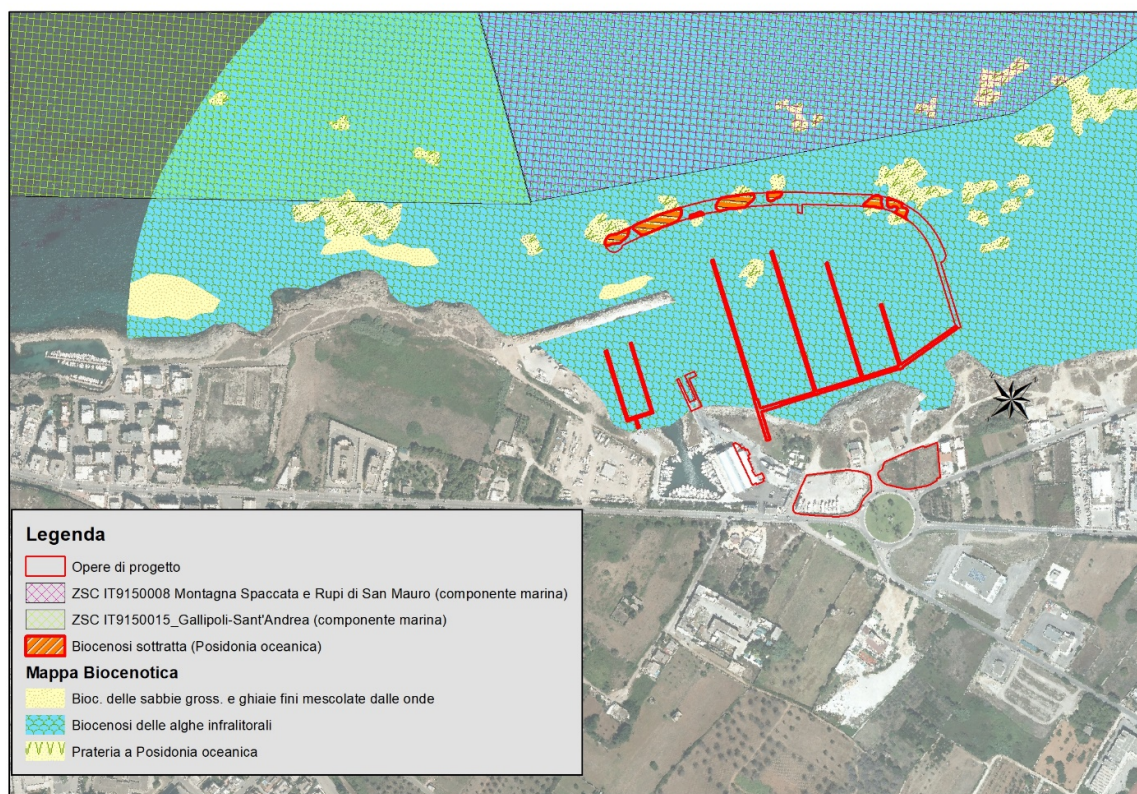 Legenda
Opere di progetto
ZSC IT9150008 Montagna Spaccata e Rupi di San Mauro (componente marina)
ZSC IT9150015_Gallipoli-Sant'Andrea (componente marina)
Biocenosi sottratta (Posidonia oceanica)
Mappa Biocenotica
Bioc. delle sabbie gross. e ghiaie fini mescolate dalle onde
Biocenosi delle alghe infralitorali
Prateria a Posidonia oceanica